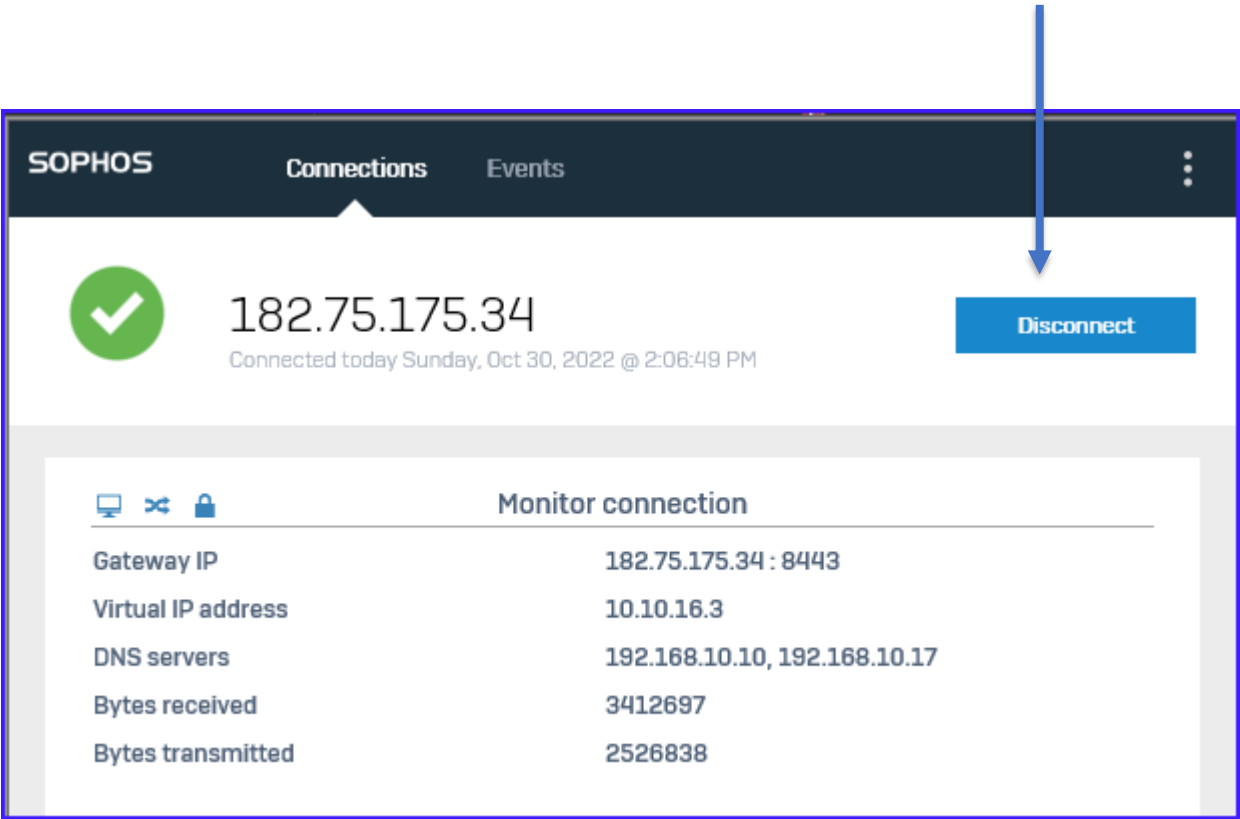 SOPHOS Connections Events
182.75.175.34
Disconnect
Connected today Sunday, Oct 30, 2022 @ 2:06:49 PM
Monitor connection
Gateway IP 182.75.175.34 : 8443
Virtual IP address 10.10.16.3
DNS servers 192.168.10.10, 192.168.10.17
Bytes received 3412697
Bytes transmitted 2526838